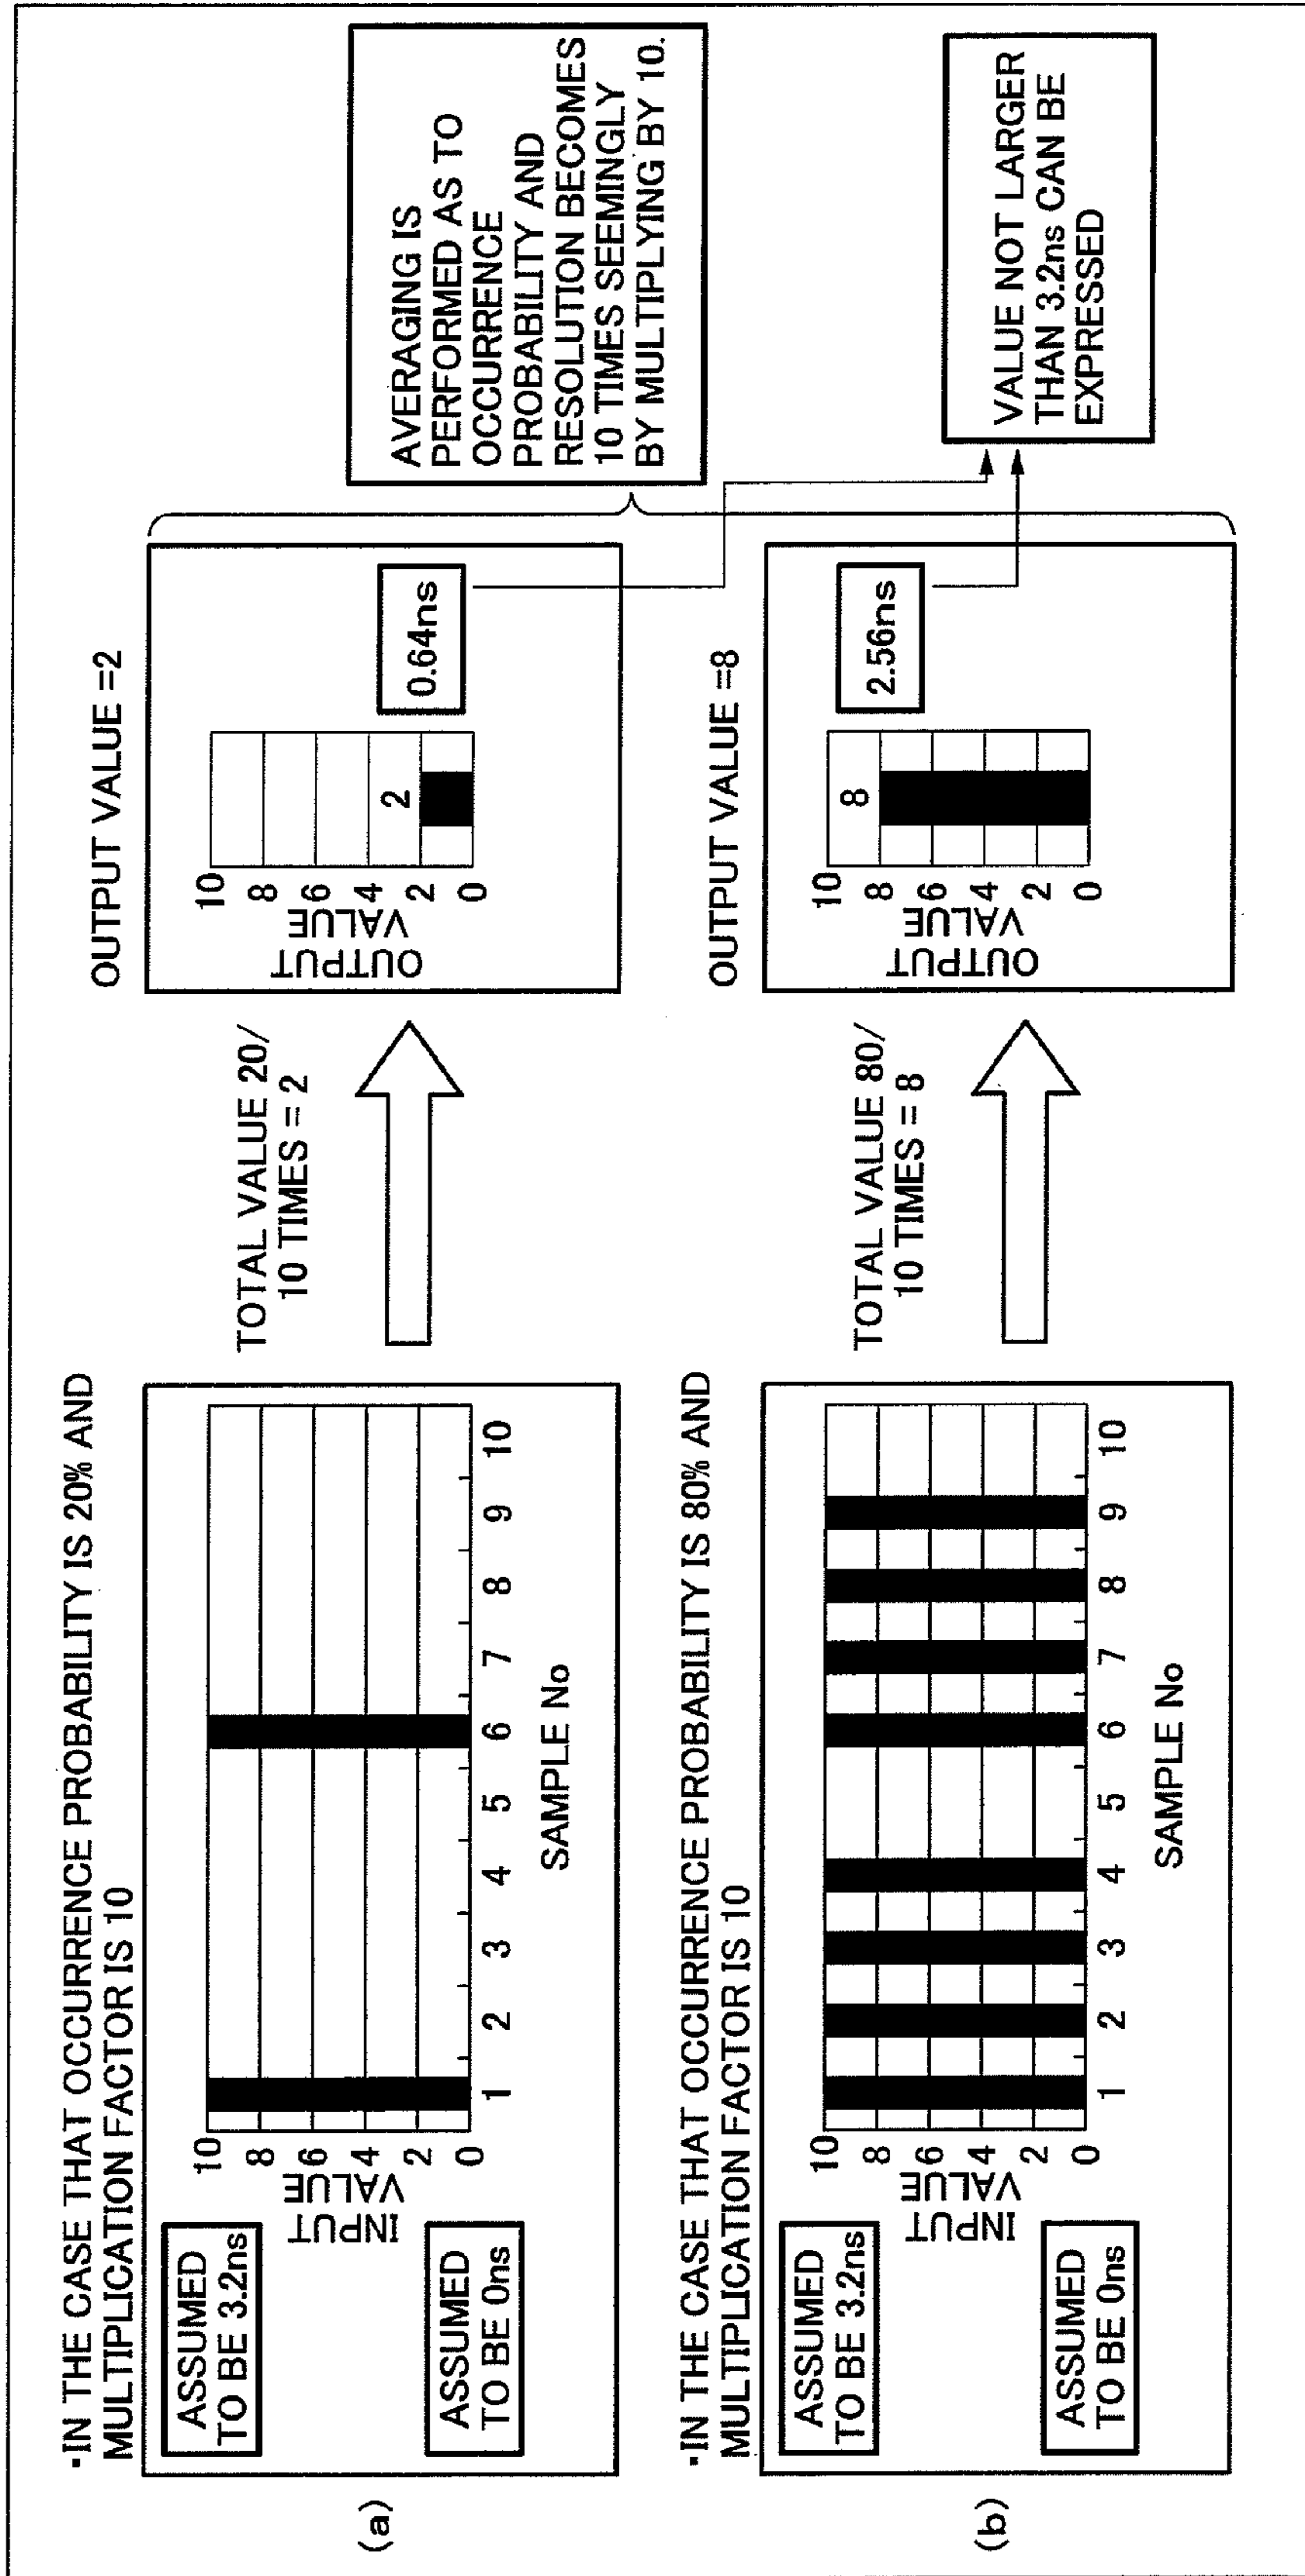 (a)
·IN THE CASE THAT OCCURRENCE PROBABILITY IS 20% AND
MULTIPLICATION FACTOR IS 10
ASSUMED
TO BE 3.2ns
ASSUMED
TO BE 0ns
INPUT
VALUE
10
8
6
4
2
0
1 2 3 4 5 6 7 8 9 10
SAMPLE No
TOTAL VALUE 20/
10 TIMES = 2
OUTPUT VALUE =2
OUTPUT
VALUE
10
8
6
4
2
0
2
0.64ns
AVERAGING IS
PERFORMED AS TO
OCCURRENCE
PROBABILITY AND
RESOLUTION BECOMES
10 TIMES SEEMINGLY
BY MULTIPLYING BY 10.
(b)
·IN THE CASE THAT OCCURRENCE PROBABILITY IS 80% AND
MULTIPLICATION FACTOR IS 10
ASSUMED
TO BE 3.2ns
ASSUMED
TO BE 0ns
INPUT
VALUE
10
8
6
4
2
0
1 2 3 4 5 6 7 8 9 10
SAMPLE No
TOTAL VALUE 80/
10 TIMES = 8
OUTPUT VALUE =8
OUTPUT
VALUE
10
8
6
4
2
0
8
2.56ns
VALUE NOT LARGER
THAN 3.2ns CAN BE
EXPRESSED